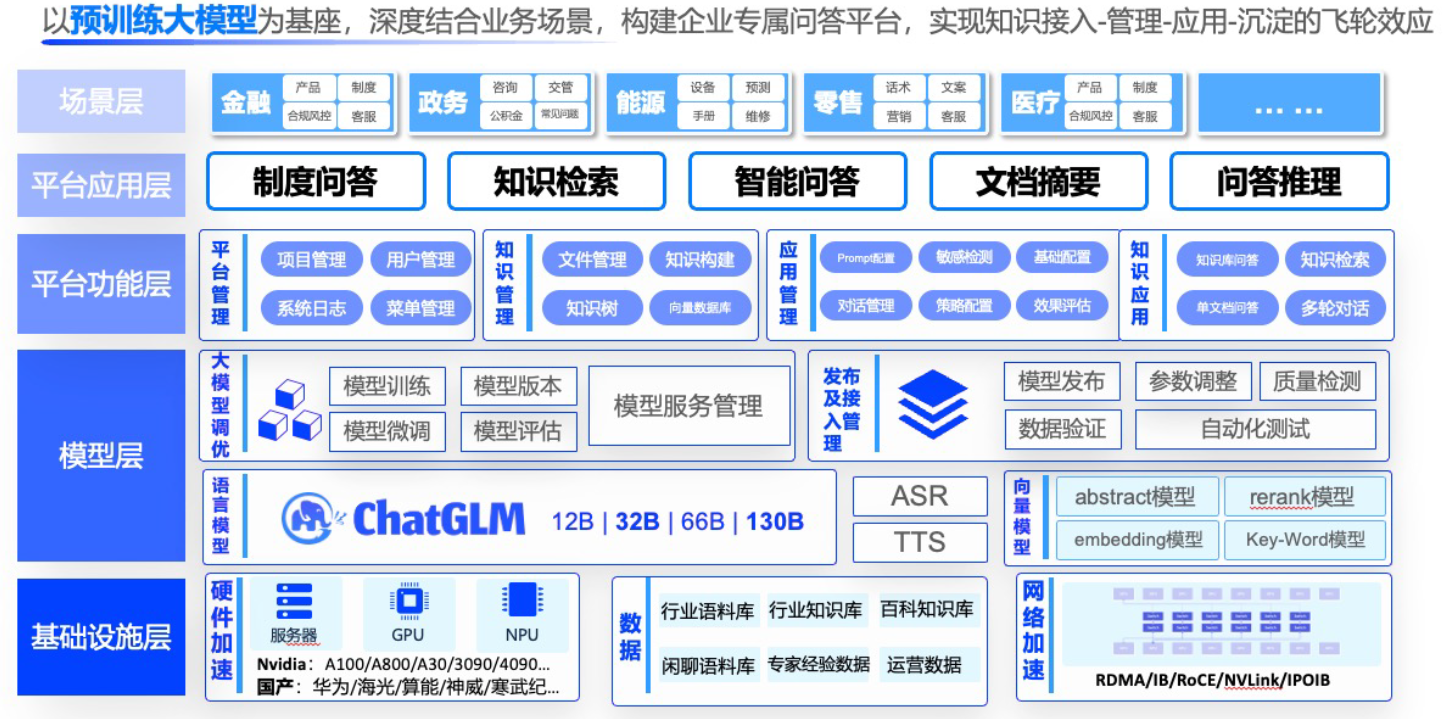 以预训练大模型为基座，深度结合业务场景，构建企业专属问答平台，实现知识接入-管理-应用-沉淀的飞轮效应
场景层
金融
产品
制度
合规风控
客服
政务
咨询
交管
公积金
常见问题
能源
设备
预测
手册
维修
零售
话术
文案
营销
客服
医疗
产品
制度
合规风控
客服
... ...
平台应用层
制度问答
知识检索
智能问答
文档摘要
问答推理
平台功能层
平台管理
项目管理
用户管理
系统日志
菜单管理
知识管理
文件管理
知识构建
知识树
向量数据库
应用管理
Prompt配置
敏感检测
基础配置
对话管理
策略配置
效果评估
知识应用
知识库问答
知识检索
单文档问答
多轮对话
模型层
大模型调优
模型训练
模型版本
模型微调
模型评估
模型服务管理
发布
及接
入管
理
模型发布
参数调整
质量检测
数据验证
自动化测试
语言模型
ChatGLM
12B | 32B | 66B | 130B
ASR
TTS
向量模型
abstract模型
rerank模型
embedding模型
Key-Word模型
基础设施层
硬件加速
服务器
GPU
NPU
Nvidia：A100/A800/A30/3090/4090...
国产：华为/海光/算能/神威/寒武纪...
数据
行业语料库
行业知识库
百科知识库
闲聊语料库
专家经验数据
运营数据
网络加速
RDMA/IB/RoCE/NVLink/IPOIB